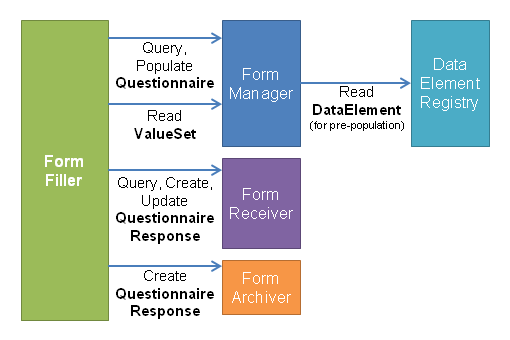 Form
Filler
Query,
Populate
Questionnaire
Read
ValueSet
Form
Manager
Read
DataElement
(for pre-population)
Data
Element
Registry
Query, Create,
Update
Questionnaire
Response
Form
Receiver
Create
Questionnaire
Response
Form
Archiver